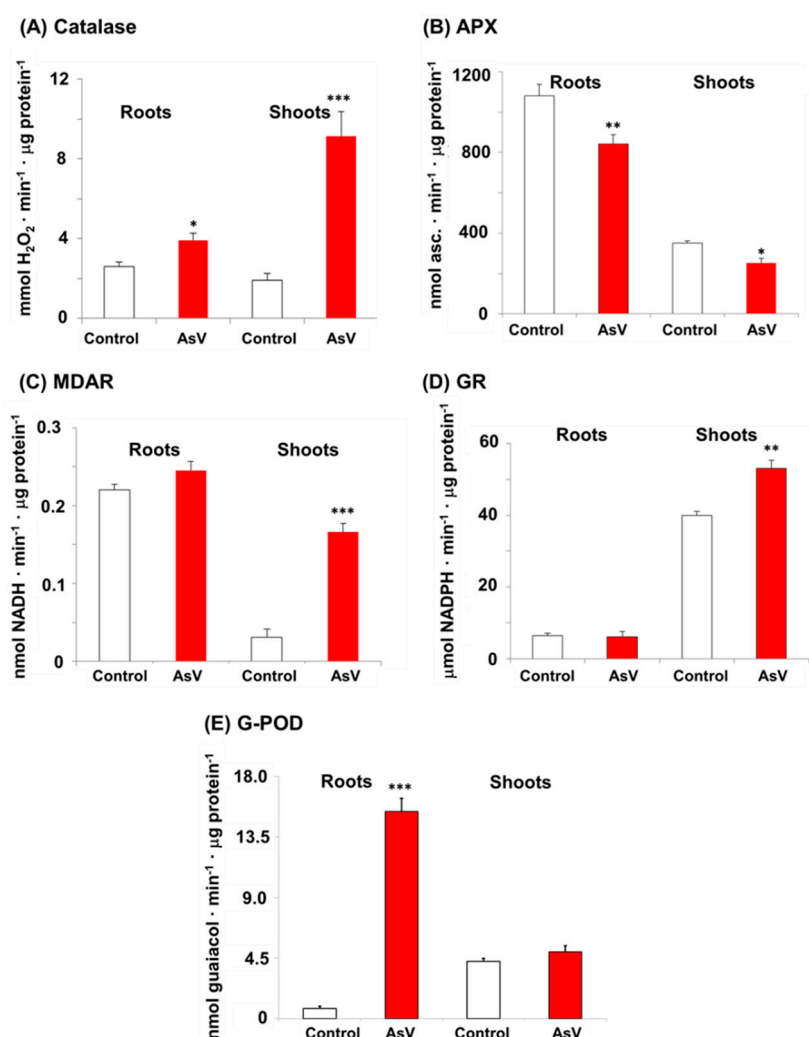 (A) Catalase
mmol H₂O₂ · min⁻¹ · µg protein⁻¹
12
8
4
0
Roots
Shoots
*
***
Control AsV Control AsV
(B) APX
nmol asc. · min⁻¹ · µg protein⁻¹
1200
800
400
0
Roots
Shoots
**
*
Control AsV Control AsV
(C) MDAR
nmol NADH · min⁻¹ · µg protein⁻¹
0.3
0.2
0.1
0
Roots
Shoots
***
Control AsV Control AsV
(D) GR
µmol NADPH · min⁻¹ · µg protein⁻¹
60
40
20
0
Roots
Shoots
**
Control AsV Control AsV
(E) G-POD
nmol guaiacol · min⁻¹ · µg protein⁻¹
18.0
13.5
9.0
4.5
0
Roots
Shoots
***
Control AsV Control AsV